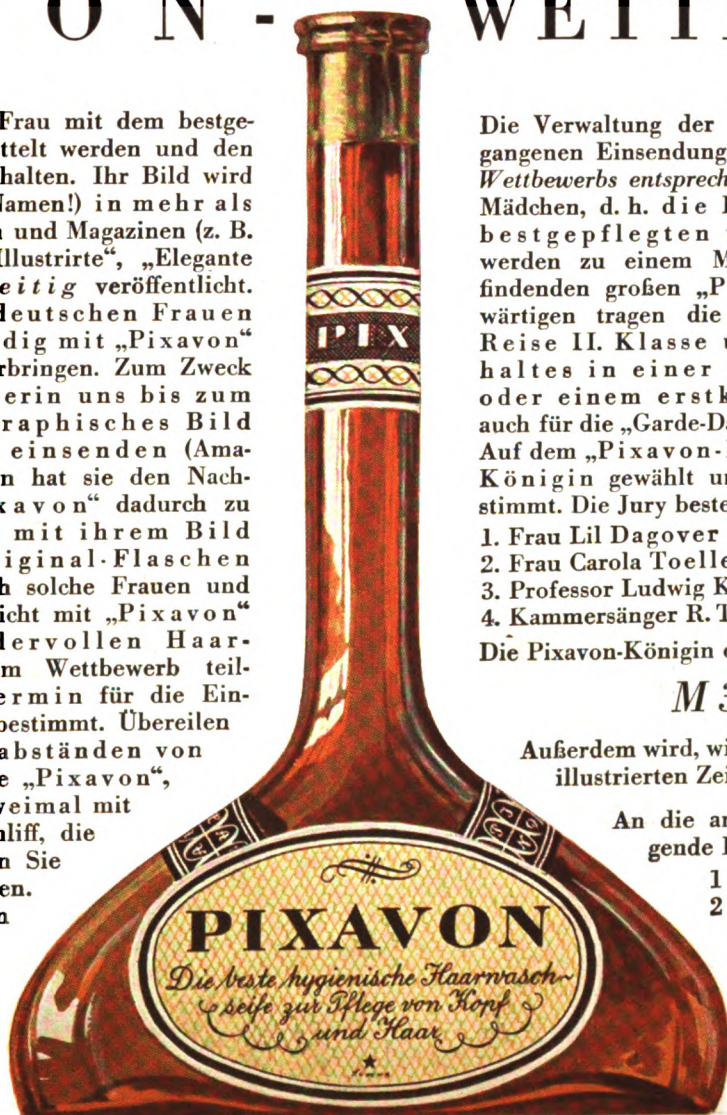 ON-WETT
Frau mit dem bestge-
ttelt werden und den
halten. Ihr Bild wird
Namen!) in mehr als
und Magazinen (z. B.
Illustrirte“, „Elegante
eitig veröffentlicht.
deutschen Frauen
dig mit „Pixavon“
rbringen. Zum Zweck
erin uns bis zum
raphisches Bild
einsenden (Ama-
n hat sie den Nach-
xavon“ dadurch zu
mit ihrem Bild
iginal-Flaschen
h solche Frauen und
icht mit „Pixavon“
dervollen Haar-
m Wettbewerb teil-
ermin für die Ein-
bestimmt. Übereilen
abständen von
e „Pixavon“,
veimal mit
hliff, die
n Sie
en.
n
PIX
PIXAVON
Die beste hygienische Haarwasch-
seife zur Pflege von Kopf
und Haar
Die Verwaltung der
gangenen Einsendung
Wettbewerbs entsprech
Mädchen, d. h. die
bestgepflegten
werden zu einem M
findenden großen „P
wärtigen tragen die
Reise II. Klasse u
haltes in einer
oder einem erstk
auch für die „Garde-D
Auf dem „Pixavon-
Königin gewählt un
stimmt. Die Jury beste
1. Frau Lil Dagover
2. Frau Carola Toelle
3. Professor Ludwig K
4. Kammersänger R. T
Die Pixavon-Königin
M 3
Außerdem wird, wi
illustrierten Zei
An die a
gende
1
2